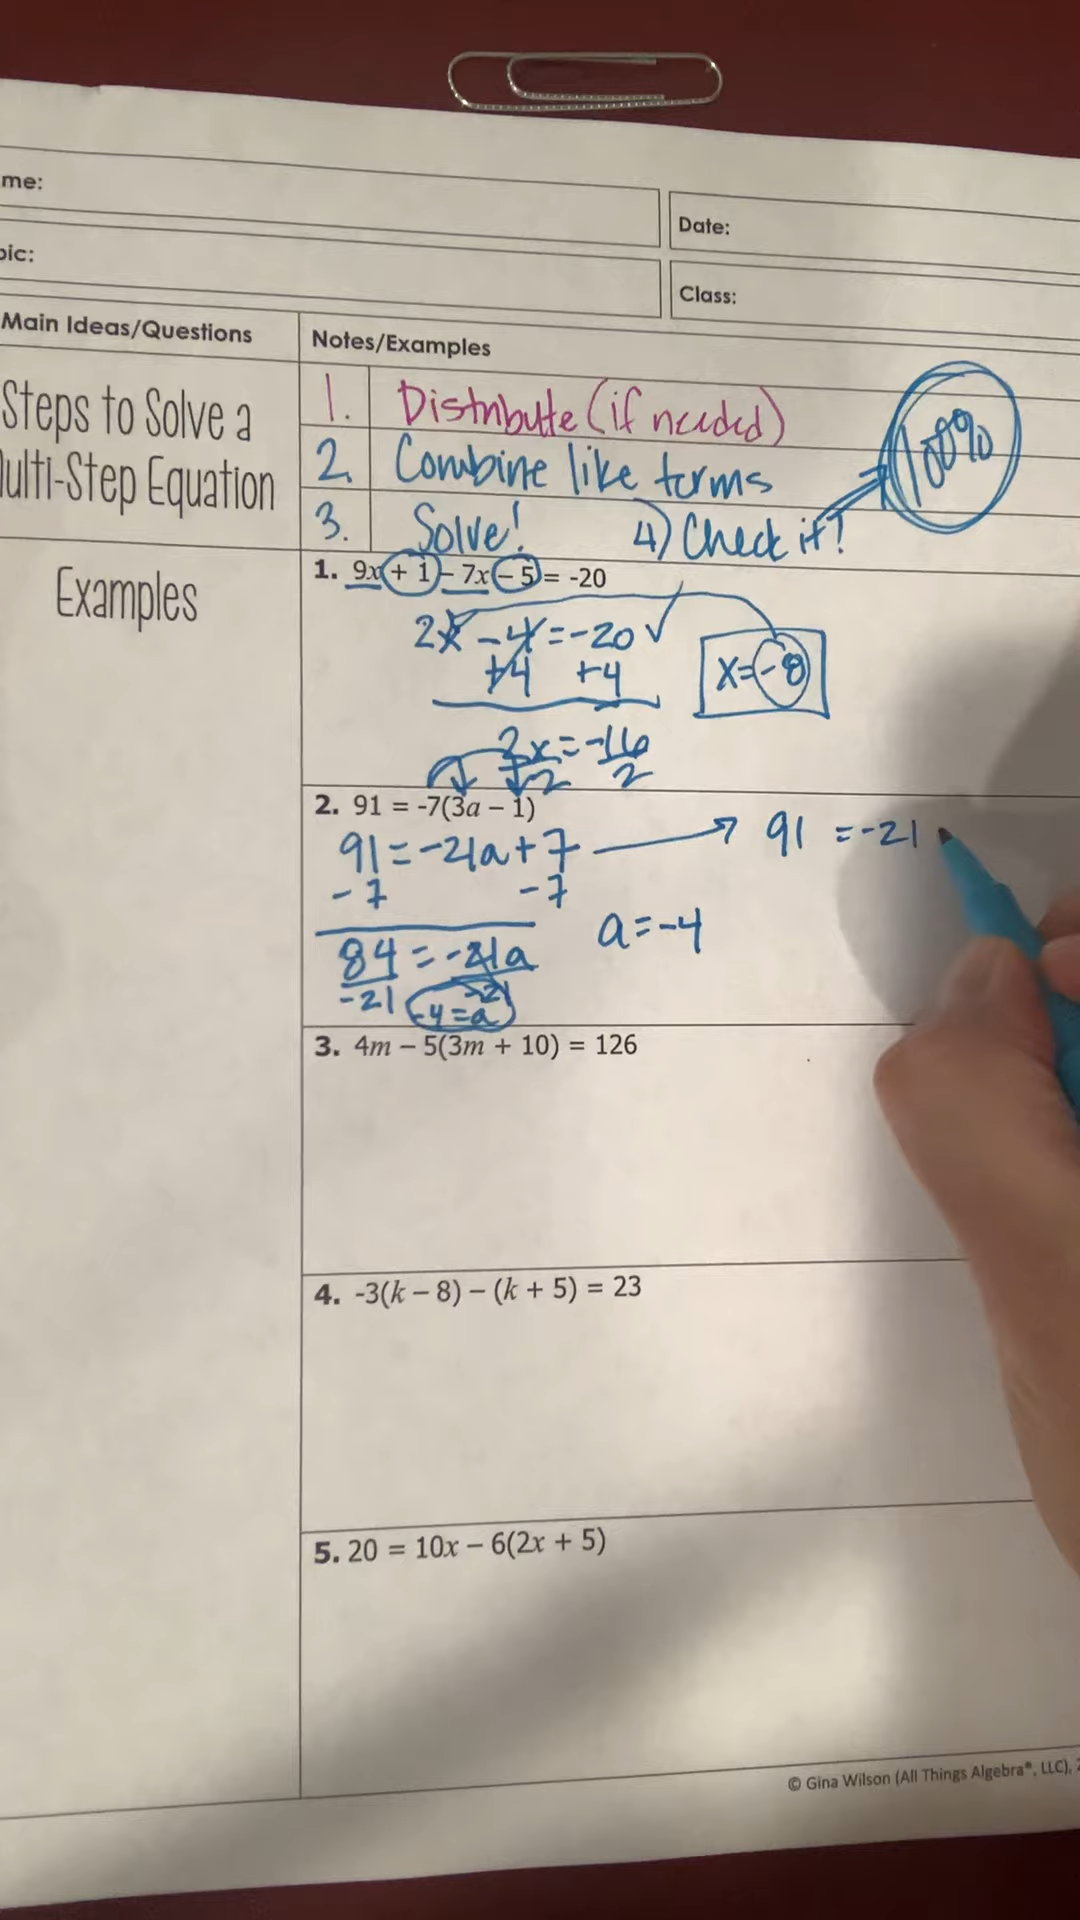 me:
Date:
pic:
Class:
Main Ideas/Questions
Notes/Examples
Steps to Solve a
ulti-Step Equation
1. Distribute (if needed)
2. Combine like terms
3. Solve! 4) Check it!
100%
Examples
1. 9x + 1 - 7x - 5 = -20
2x - 4 = -20 ✓
+4 +4
x = -8
2x = -16
2 2
2. 91 = -7(3a – 1)
91 = -21a + 7 → 91 = -21
-7 -7
a = -4
84 = -21a
-21 -21
-4 = a
3. 4m – 5(3m + 10) = 126
4. -3(k – 8) – (k + 5) = 23
5. 20 = 10x – 6(2x + 5)
© Gina Wilson (All Things Algebra®, LLC),